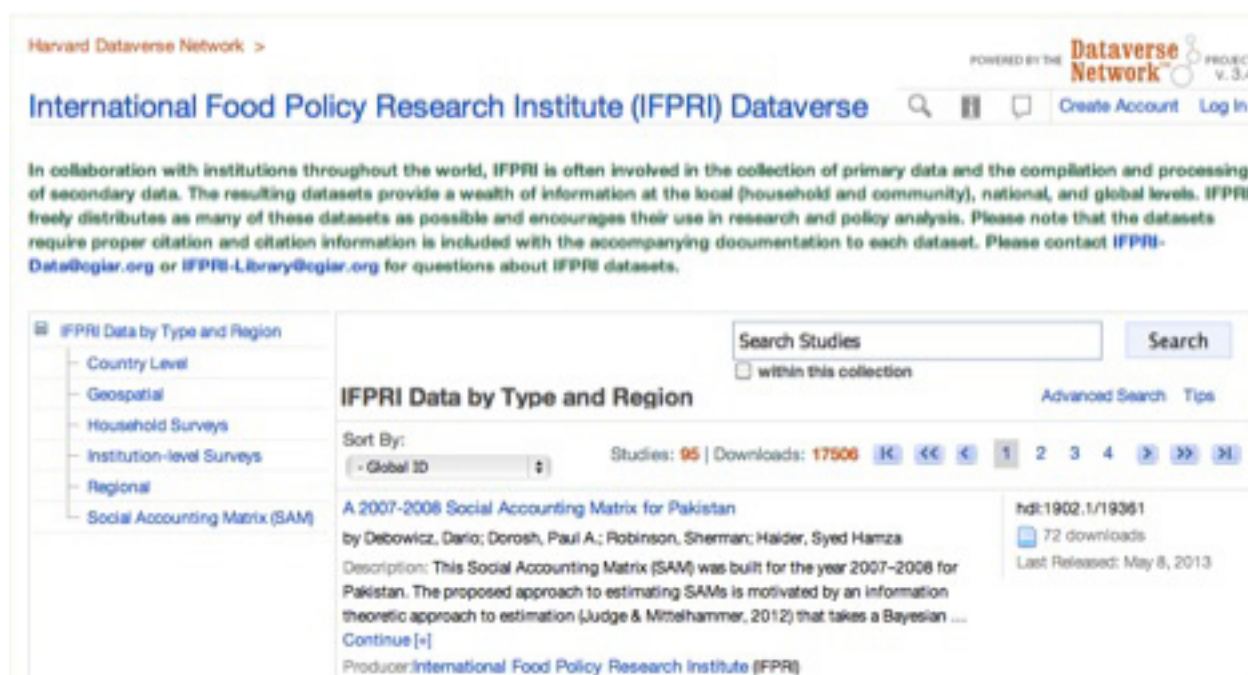 Harvard Dataverse Network >
POWERED BY THE Dataverse Network™ PROJECT
v. 3.4
International Food Policy Research Institute (IFPRI) Dataverse
Create Account Log In
In collaboration with institutions throughout the world, IFPRI is often involved in the collection of primary data and the compilation and processing
of secondary data. The resulting datasets provide a wealth of information at the local (household and community), national, and global levels. IFPRI
freely distributes as many of these datasets as possible and encourages their use in research and policy analysis. Please note that the datasets
require proper citation and citation information is included with the accompanying documentation to each dataset. Please contact IFPRI-
Data@cgiar.org or IFPRI-Library@cgiar.org for questions about IFPRI datasets.
IFPRI Data by Type and Region
Country Level
Geospatial
Household Surveys
Institution-level Surveys
Regional
Social Accounting Matrix (SAM)
Search Studies Search
within this collection
IFPRI Data by Type and Region
Advanced Search Tips
Sort By:
- Global ID
Studies: 95 | Downloads: 17506 |< << < 1 2 3 4 > >> >|
A 2007-2008 Social Accounting Matrix for Pakistan
by Debowicz, Dario; Dorosh, Paul A.; Robinson, Sherman; Haider, Syed Hamza
Description: This Social Accounting Matrix (SAM) was built for the year 2007–2008 for
Pakistan. The proposed approach to estimating SAMs is motivated by an information
theoretic approach to estimation (Judge & Mittelhammer, 2012) that takes a Bayesian ....
Continue [+]
Producer:International Food Policy Research Institute (IFPRI)
hdl:1902.1/19361
72 downloads
Last Released: May 8, 2013